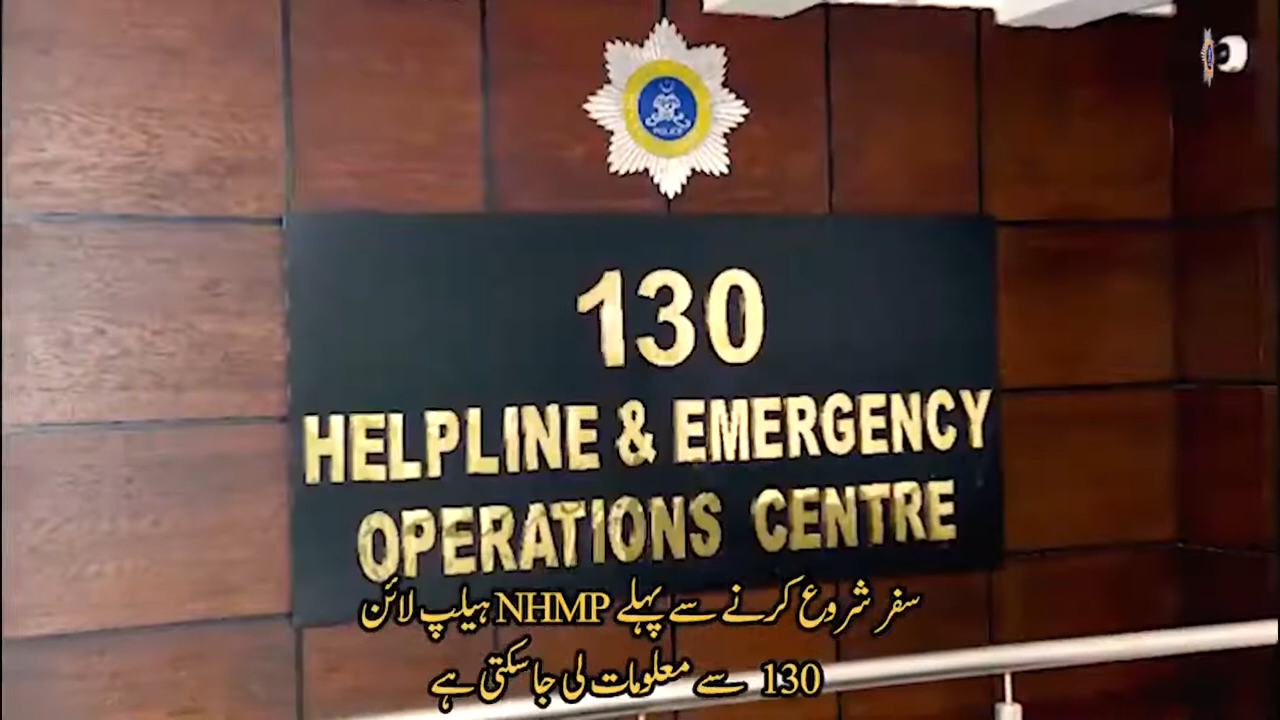 POLICE
130
HELPLINE & EMERGENCY
OPERATIONS CENTRE
سفر شروع کرنے سے پہلے NHMP ہیلپ لائن
130 سے معلومات لی جا سکتی ہے